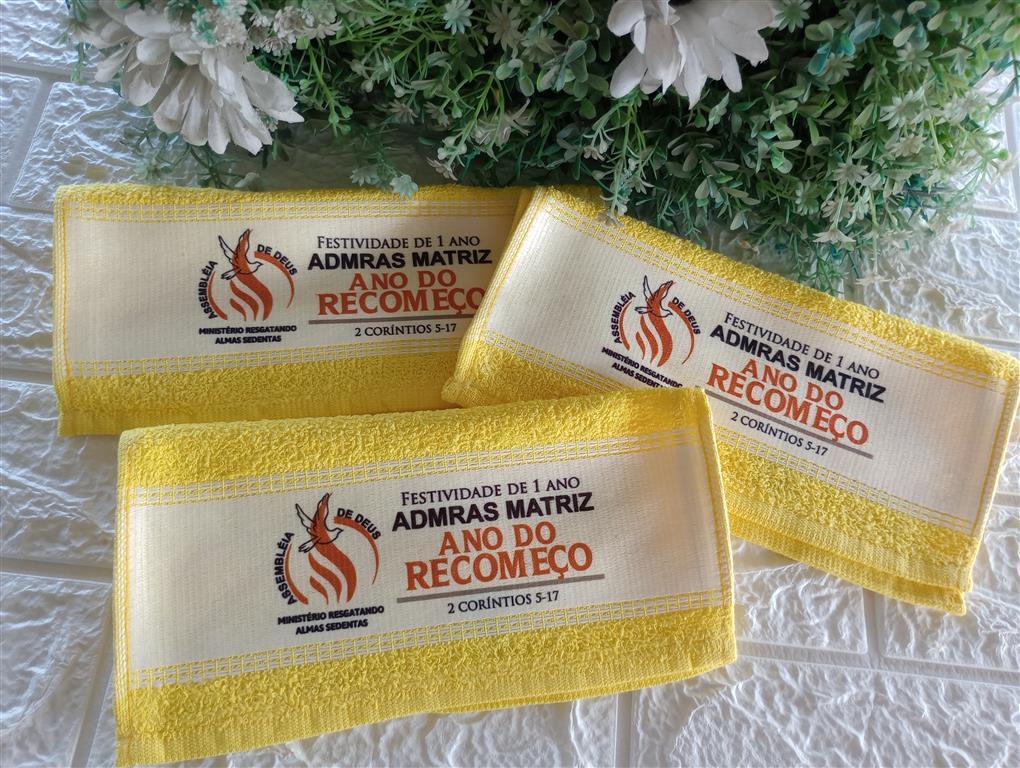 ASSEMBLÉIA DE DEUS
MINISTÉRIO RESGATANDO
ALMAS SEDENTAS
FESTIVIDADE DE 1 ANO
ADMRAS MATRIZ
ANO DO
RECOMEÇO
2 CORÍNTIOS 5-17
ASSEMBLÉIA DE DEUS
MINISTÉRIO RESGATANDO
ALMAS SEDENTAS
FESTIVIDADE DE 1 ANO
ADMRAS MATRIZ
ANO DO
RECOMEÇO
2 CORÍNTIOS 5-17
ASSEMBLÉIA DE DEUS
MINISTÉRIO RESGATANDO
ALMAS SEDENTAS
FESTIVIDADE DE 1 ANO
ADMRAS MATRIZ
ANO DO
RECOMEÇO
2 CORÍNTIOS 5-17